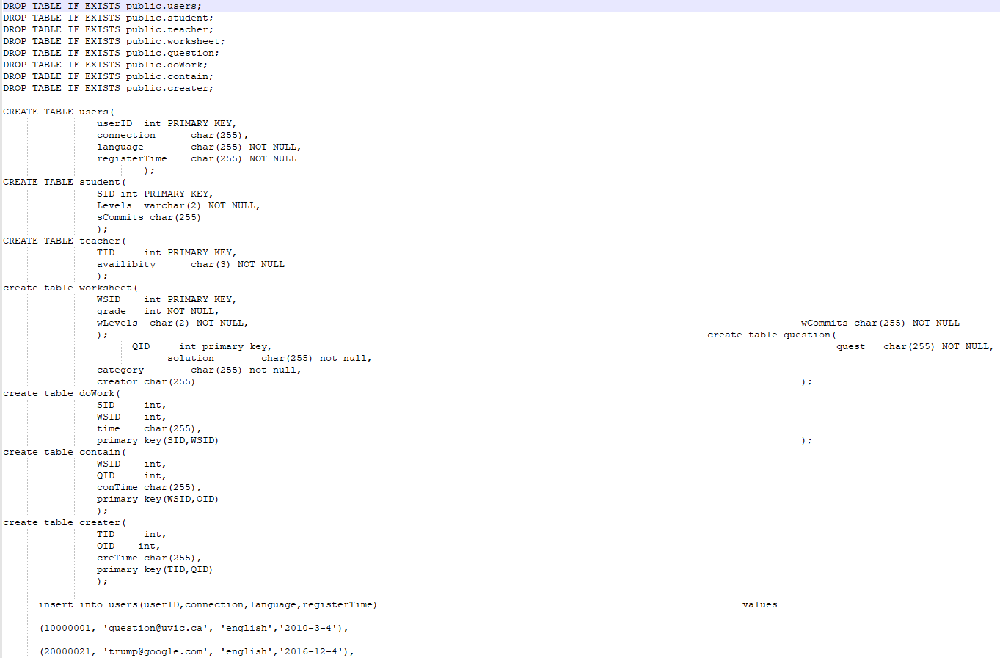 DROP TABLE IF EXISTS public.users;
DROP TABLE IF EXISTS public.student;
DROP TABLE IF EXISTS public.teacher;
DROP TABLE IF EXISTS public.worksheet;
DROP TABLE IF EXISTS public.question;
DROP TABLE IF EXISTS public.doWork;
DROP TABLE IF EXISTS public.contain;
DROP TABLE IF EXISTS public.creater;
CREATE TABLE users(
userID int PRIMARY KEY,
connection char(255),
language char(255) NOT NULL,
registerTime char(255) NOT NULL
);
CREATE TABLE student(
SID int PRIMARY KEY,
Levels varchar(2) NOT NULL,
sCommits char(255)
);
CREATE TABLE teacher(
TID int PRIMARY KEY,
availibity char(3) NOT NULL
);
create table worksheet(
WSID int PRIMARY KEY,
grade int NOT NULL,
wLevels char(2) NOT NULL, wCommits char(255) NOT NULL
); create table question(
QID int primary key, quest char(255) NOT NULL,
solution char(255) not null,
category char(255) not null,
creator char(255) );
create table doWork(
SID int,
WSID int,
time char(255),
primary key(SID,WSID) );
create table contain(
WSID int,
QID int,
conTime char(255),
primary key(WSID,QID)
);
create table creater(
TID int,
QID int,
creTime char(255),
primary key(TID,QID)
);
insert into users(userID,connection,language,registerTime) values
(10000001, 'question@uvic.ca', 'english','2010-3-4'),
(20000021, 'trump@google.com', 'english','2016-12-4'),